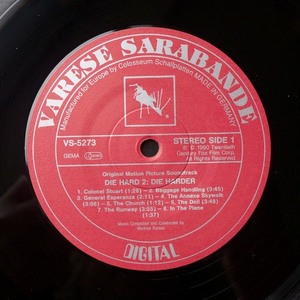 VARESE SARABANDE
Manufactured for Europe by Colosseum Schallplatten MADE IN GERMANY
VS-5273
STEREO SIDE 1
GEMA
℗ © 1990 Twentieth
Century Fox Film Corp.
All Rights Reserved.
Original Motion Picture Soundtrack
DIE HARD 2: DIE HARDER
1. Colonel Stuart (1:26) – 2. Baggage Handling (3:45)
3. General Esperanza (2:11) – 4. The Annexe Skywalk
(3:06) – 5. The Church (1:12) – 6. The Doll (3:48)
7. The Runway (3:55) – 8. In The Plane
(1:37)
Music Composed and Conducted by
Michael Kamen
DIGITAL